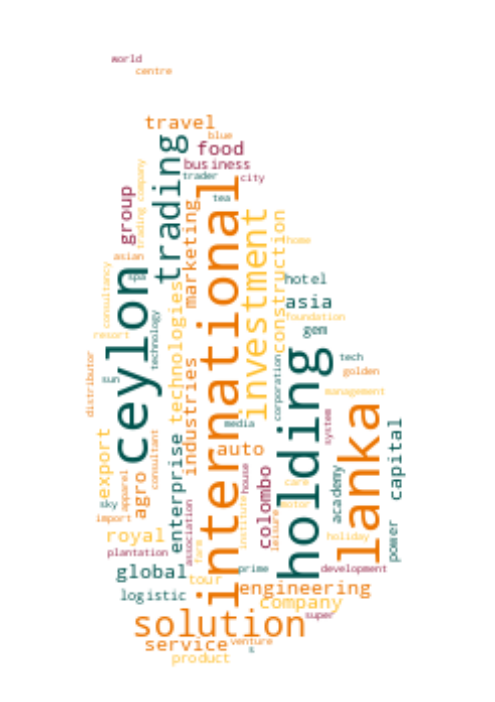 world
centre
travel
blue
food
business
trading
trader
city
international
tea
group
trading company
marketing
investment
construction
home
asian
ceylon
spa
consultancy
hotel
asia
foundation
gem
technologies
technology
resort
holding
tech
golden
distributor
sun
industries
corporation
management
lanka
system
media
auto
capital
export
enterprise
house
colombo
academy
consultant
agro
apparel
care
motor
sky
import
institute
leisure
association
royal
holiday
power
plantation
fara
global
prime
development
tour
engineering
logistic
company
super
solution
service
venture
s
product